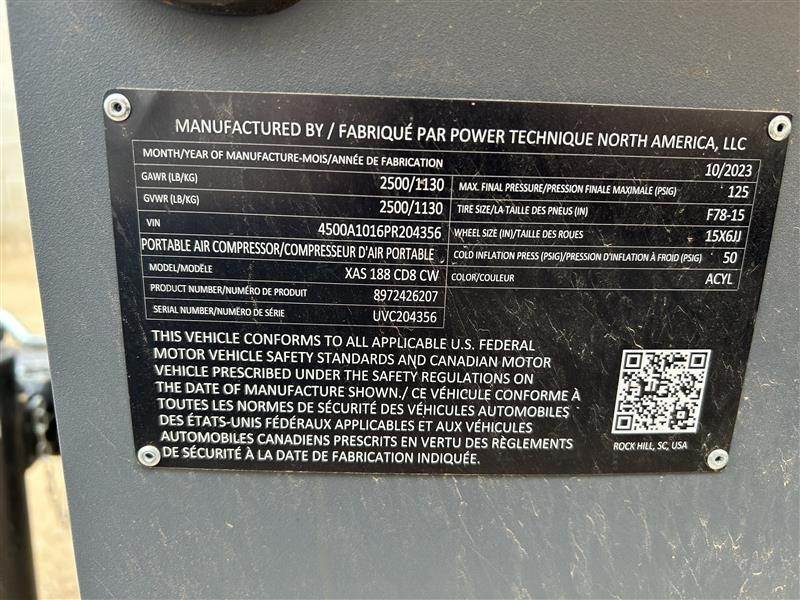 MANUFACTURED BY / FABRIQUÉ PAR POWER TECHNIQUE NORTH AMERICA, LLC
MONTH/YEAR OF MANUFACTURE-MOIS/ANNÉE DE FABRICATION 10/2023
GAWR (LB/KG) 2500/1130 MAX. FINAL PRESSURE/PRESSION FINALE MAXIMALE (PSIG) 125
GVWR (LB/KG) 2500/1130 TIRE SIZE/LA TAILLE DES PNEUS (IN) F78-15
VIN 4500A1016PR204356 WHEEL SIZE (IN)/TAILLE DES ROUES 15X6JJ
PORTABLE AIR COMPRESSOR/COMPRESSEUR D'AIR PORTABLE COLD INFLATION PRESS (PSIG)/PRESSION D'INFLATION À FROID (PSIG) 50
MODEL/MODÈLE XAS 188 CD8 CW COLOR/COULEUR ACYL
PRODUCT NUMBER/NUMÉRO DE PRODUIT 8972426207
SERIAL NUMBER/NUMÉRO DE SÉRIE UVC204356
THIS VEHICLE CONFORMS TO ALL APPLICABLE U.S. FEDERAL
MOTOR VEHICLE SAFETY STANDARDS AND CANADIAN MOTOR
VEHICLE PRESCRIBED UNDER THE SAFETY REGULATIONS ON
THE DATE OF MANUFACTURE SHOWN./ CE VÉHICULE CONFORME À
TOUTES LES NORMES DE SÉCURITÉ DES VÉHICULES AUTOMOBILES
DES ÉTATS-UNIS FÉDÉRAUX APPLICABLES ET AUX VÉHICULES
AUTOMOBILES CANADIENS PRESCRITS EN VERTU DES RÈGLEMENTS
DE SÉCURITÉ À LA DATE DE FABRICATION INDIQUÉE.
ROCK HILL, SC, USA